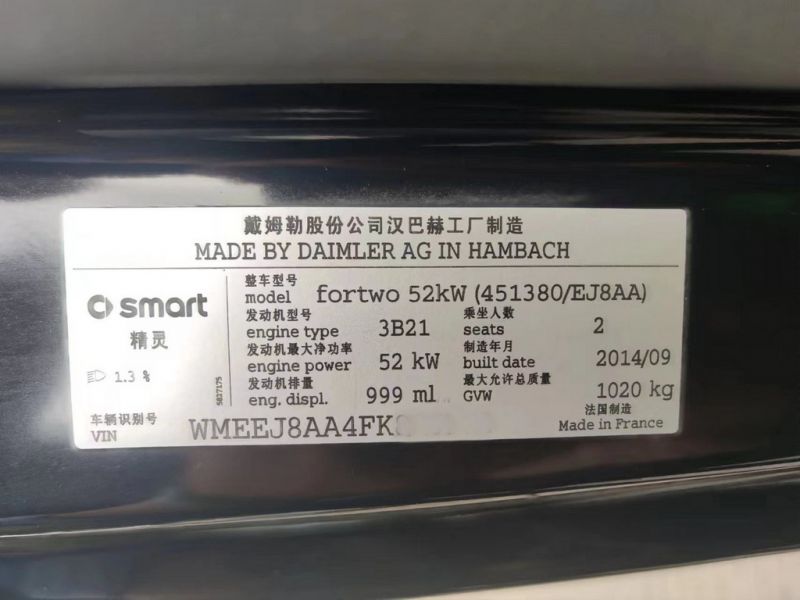 戴姆勒股份公司汉巴赫工厂制造
MADE BY DAIMLER AG IN HAMBACH
smart
精灵
1.3 %
5817175
整车型号
model fortwo 52kW (451380/EJ8AA)
发动机型号
engine type 3B21
乘坐人数
seats 2
发动机最大净功率
engine power 52 kW
制造年月
built date 2014/09
发动机排量
eng. displ. 999 ml
最大允许总质量
GVW 1020 kg
车辆识别号
VIN WMEEJ8AA4FK
法国制造
Made in France